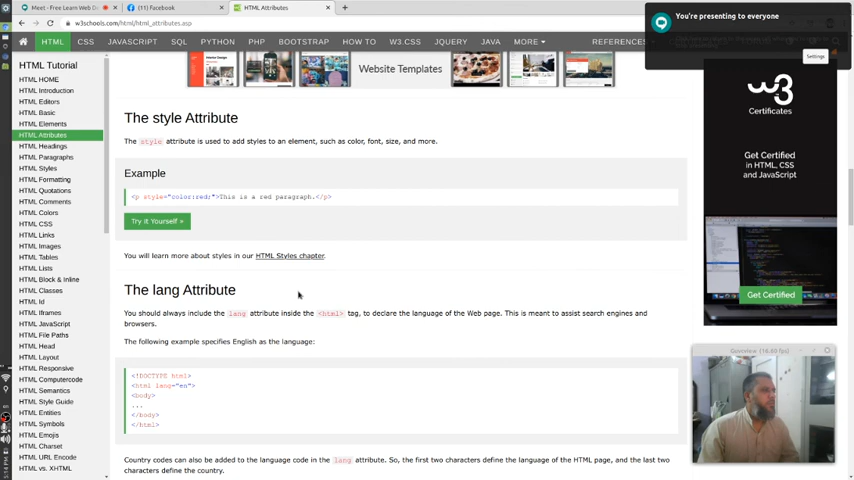 Meet - Free Learn Web D
(11) Facebook
HTML Attributes
w3schools.com/html/html_attributes.asp
HTML CSS JAVASCRIPT SQL PYTHON PHP BOOTSTRAP HOW TO W3.CSS JQUERY JAVA MORE REFERENCES
You're presenting to everyone
Settings
HTML Tutorial
HTML HOME
HTML Introduction
HTML Editors
HTML Basic
HTML Elements
HTML Attributes
HTML Headings
HTML Paragraphs
HTML Styles
HTML Formatting
HTML Quotations
HTML Comments
HTML Colors
HTML CSS
HTML Links
HTML Images
HTML Tables
HTML Lists
HTML Block & Inline
HTML Classes
HTML Id
HTML Iframes
HTML JavaScript
HTML File Paths
HTML Head
HTML Layout
HTML Responsive
HTML Computercode
HTML Semantics
HTML Style Guide
HTML Entities
HTML Symbols
HTML Emojis
HTML Charset
HTML URL Encode
HTML vs. XHTML
Website Templates
The style Attribute
The style attribute is used to add styles to an element, such as color, font, size, and more.
Example
<p style="color:red;">This is a red paragraph.</p>
Try it Yourself »
You will learn more about styles in our HTML Styles chapter.
The lang Attribute
You should always include the lang attribute inside the <html> tag, to declare the language of the Web page. This is meant to assist search engines and
browsers.
The following example specifies English as the language:
<!DOCTYPE html>
<html lang="en">
<body>
...
</body>
</html>
Country codes can also be added to the language code in the lang attribute. So, the first two characters define the language of the HTML page, and the last two
characters define the country.
w3
Certificates
Get Certified
in HTML, CSS
and JavaScript
Get Certified
5:14 PM